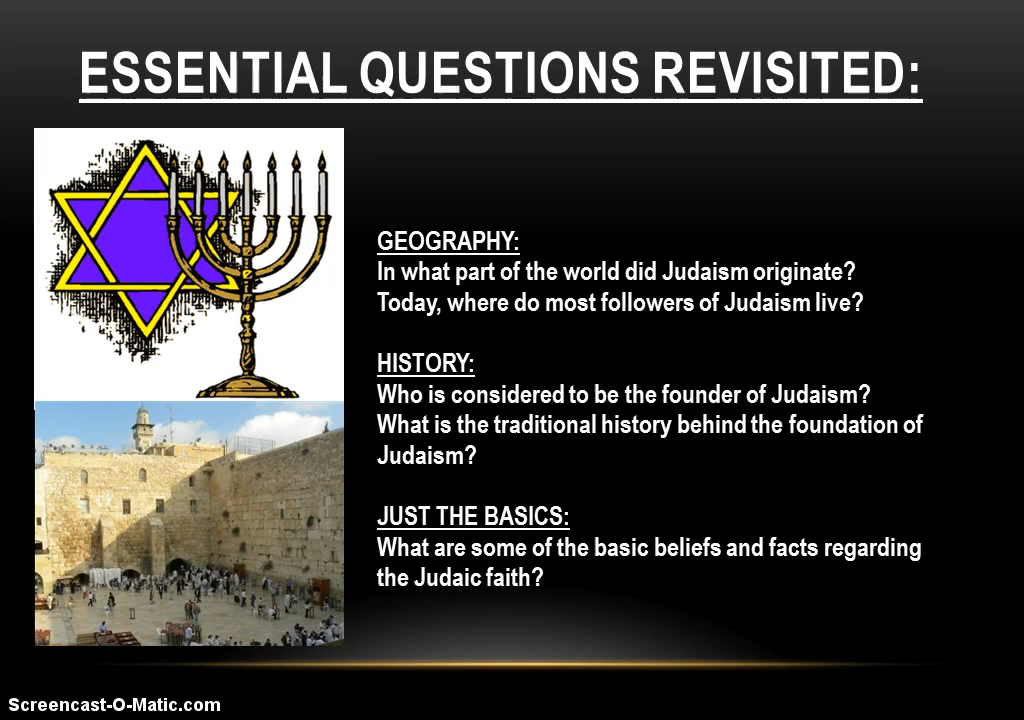 ESSENTIAL QUESTIONS REVISITED:
GEOGRAPHY:
In what part of the world did Judaism originate?
Today, where do most followers of Judaism live?
HISTORY:
Who is considered to be the founder of Judaism?
What is the traditional history behind the foundation of
Judaism?
JUST THE BASICS:
What are some of the basic beliefs and facts regarding
the Judaic faith?
Screencast-O-Matic.com